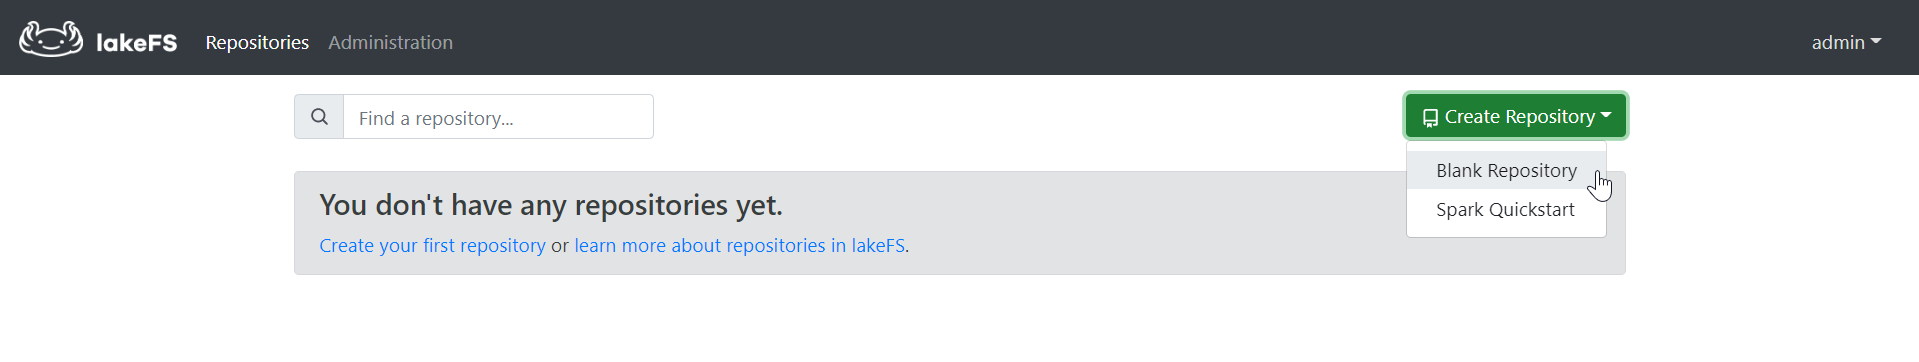 lakeFS Repositories Administration admin
Find a repository... Create Repository
Blank Repository
Spark Quickstart
You don't have any repositories yet.
Create your first repository or learn more about repositories in lakeFS.